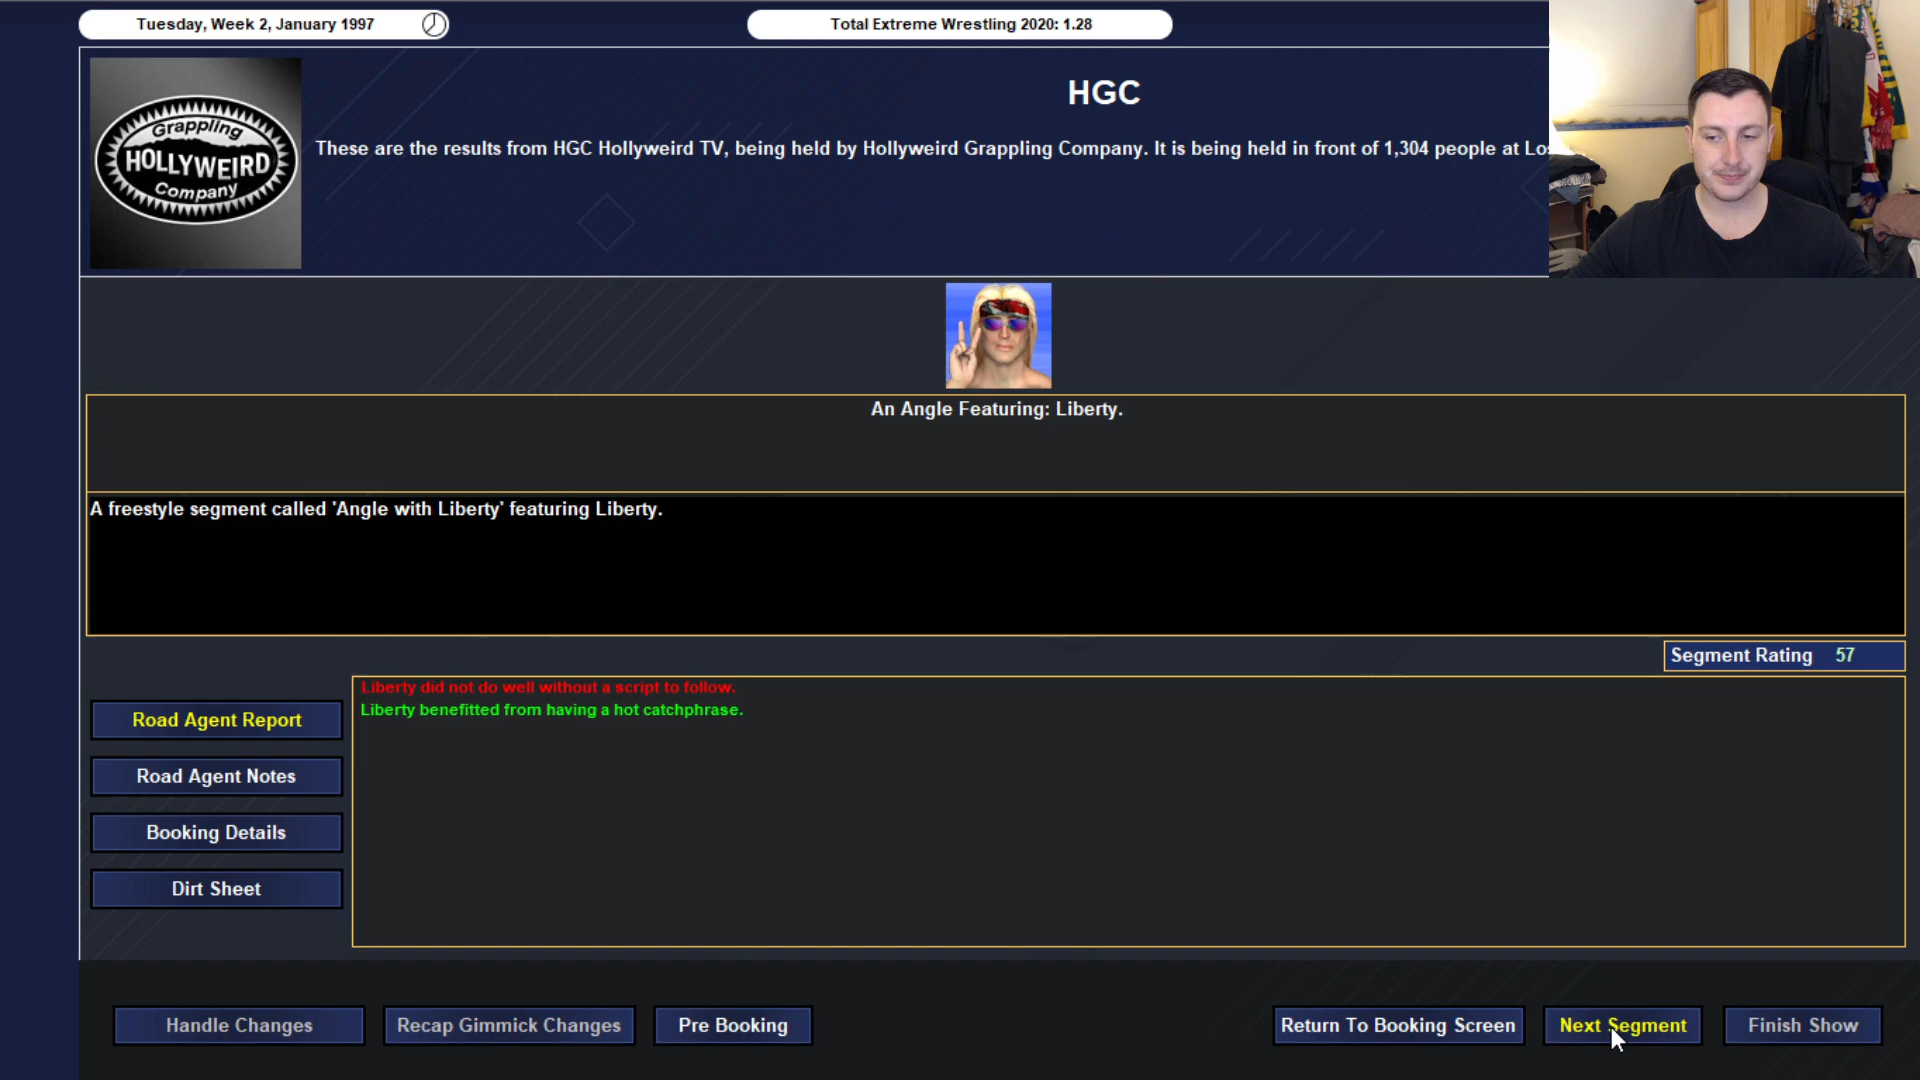 Tuesday, Week 2, January 1997
Total Extreme Wrestling 2020: 1.28
Grappling
HOLLYWEIRD
Company
HGC
These are the results from HGC Hollyweird TV, being held by Hollyweird Grappling Company. It is being held in front of 1,304 people at Lo
An Angle Featuring: Liberty.
A freestyle segment called 'Angle with Liberty' featuring Liberty.
Segment Rating 57
Liberty did not do well without a script to follow.
Liberty benefitted from having a hot catchphrase.
Road Agent Report
Road Agent Notes
Booking Details
Dirt Sheet
Handle Changes
Recap Gimmick Changes
Pre Booking
Return To Booking Screen
Next Segment
Finish Show